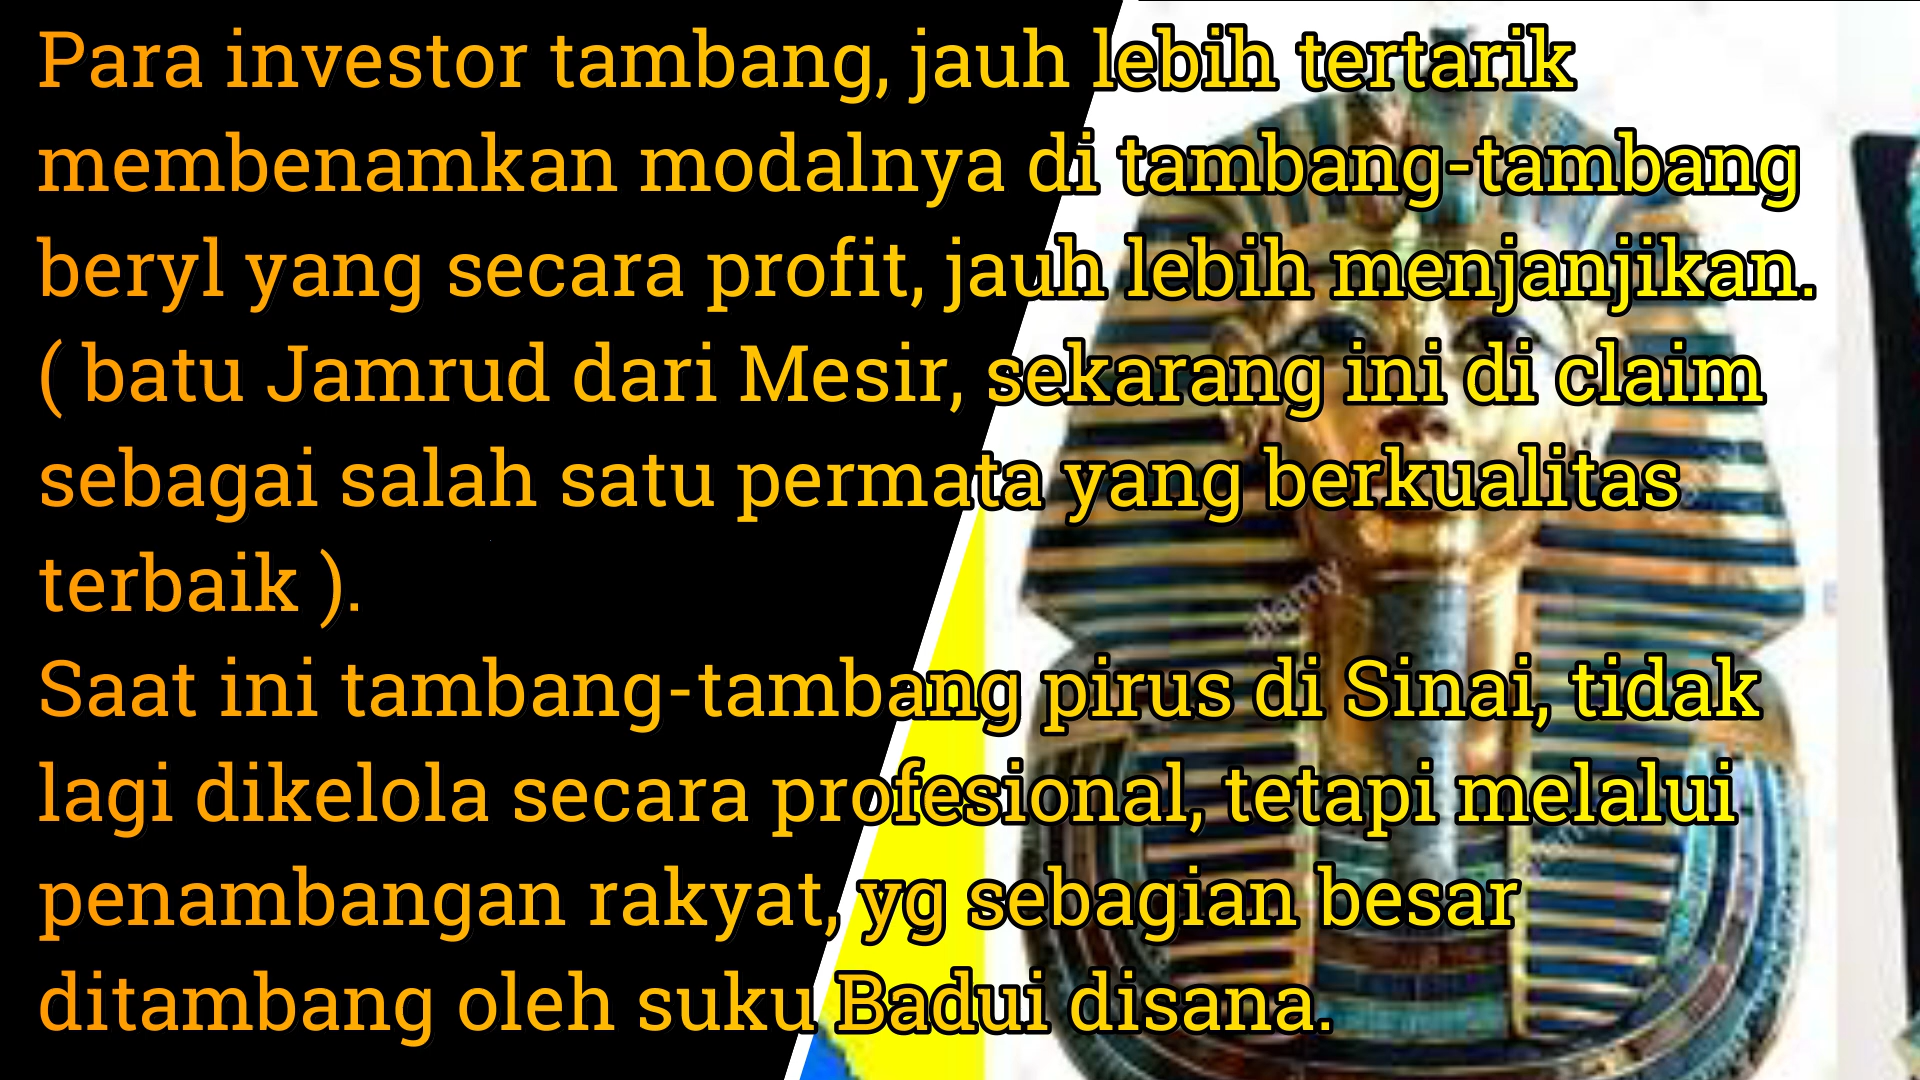 Para investor tambang, jauh lebih tertarik
membenamkan modalnya di tambang-tambang
beryl yang secara profit, jauh lebih menjanjikan.
( batu Jamrud dari Mesir, sekarang ini di claim
sebagai salah satu permata yang berkualitas
terbaik ).
alamy
Saat ini tambang-tambang pirus di Sinai, tidak
lagi dikelola secara profesional, tetapi melalui
penambangan rakyat, yg sebagian besar
ditambang oleh suku Badui disana.